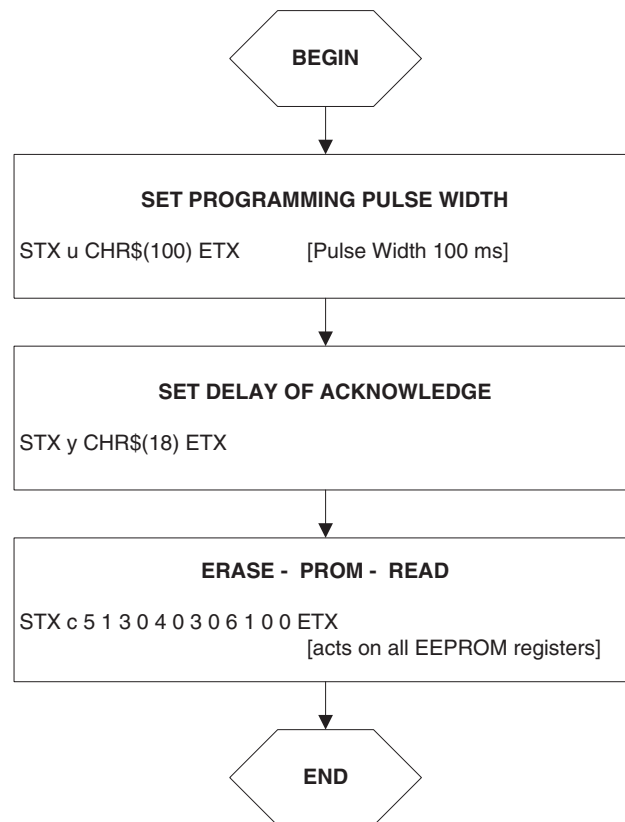 BEGIN
SET PROGRAMMING PULSE WIDTH
STX u CHR$(100) ETX [Pulse Width 100 ms]
SET DELAY OF ACKNOWLEDGE
STX y CHR$(18) ETX
ERASE - PROM - READ
STX c 5 1 3 0 4 0 3 0 6 1 0 0 ETX
[acts on all EEPROM registers]
END